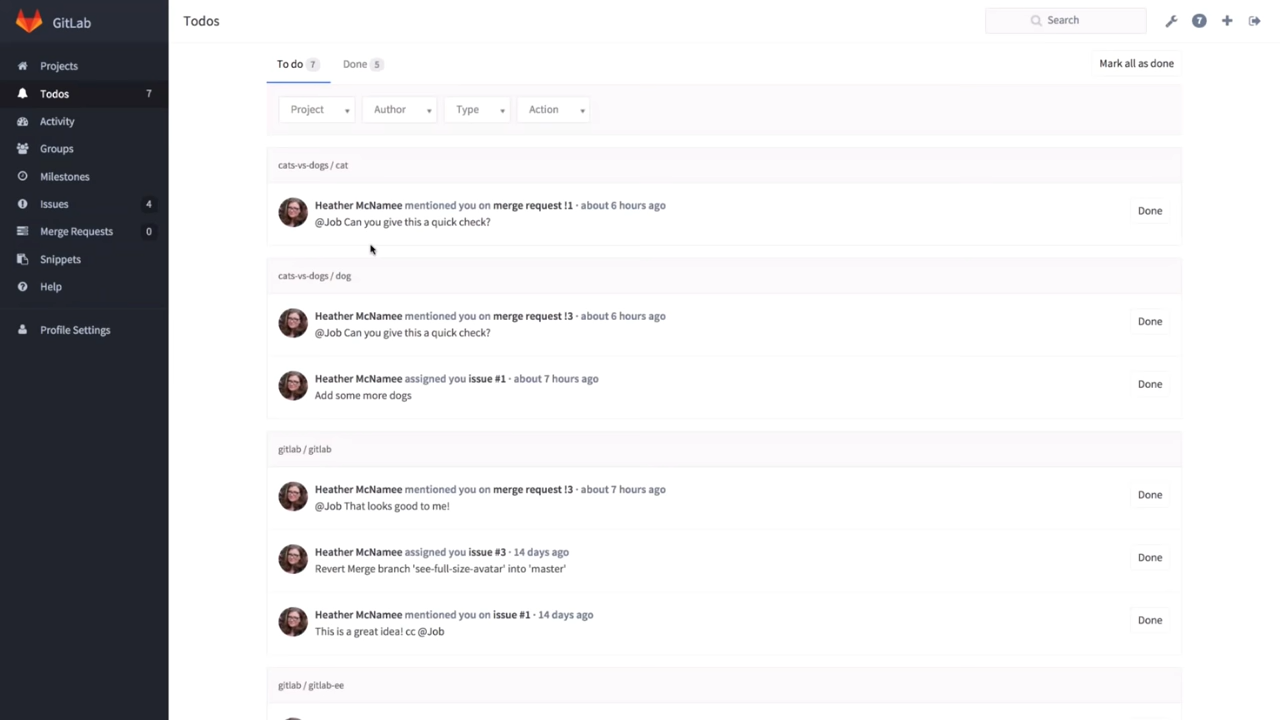 GitLab
Todos
Search
7
Projects
Todos 7
Activity
Groups
Milestones
Issues 4
Merge Requests 0
Snippets
Help
Profile Settings
To do 7
Done 5
Mark all as done
Project
Author
Type
Action
cats-vs-dogs / cat
Heather McNamee mentioned you on merge request !1 · about 6 hours ago
@Job Can you give this a quick check?
Done
cats-vs-dogs / dog
Heather McNamee mentioned you on merge request !3 · about 6 hours ago
@Job Can you give this a quick check?
Done
Heather McNamee assigned you issue #1 · about 7 hours ago
Add some more dogs
Done
gitlab / gitlab
Heather McNamee mentioned you on merge request !3 · about 7 hours ago
@Job That looks good to me!
Done
Heather McNamee assigned you issue #3 · 14 days ago
Revert Merge branch 'see-full-size-avatar' into 'master'
Done
Heather McNamee mentioned you on issue #1 · 14 days ago
This is a great idea! cc @Job
Done
gitlab / gitlab-ee